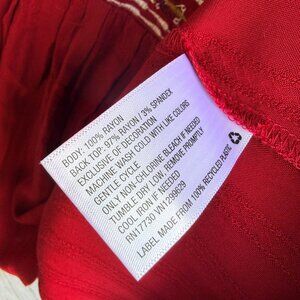 BODY: 100% RAYON
BACK TOP: 97% RAYON / 3% SPANDEX
EXCLUSIVE OF DECORATION
MACHINE WASH COLD WITH LIKE COLORS
GENTLE CYCLE
ONLY NON-CHLORINE BLEACH IF NEEDED
TUMBLE DRY LOW, REMOVE PROMPTLY
COOL IRON IF NEEDED
RN17730 VN1299629
LABEL MADE FROM 100% RECYCLED PLASTIC